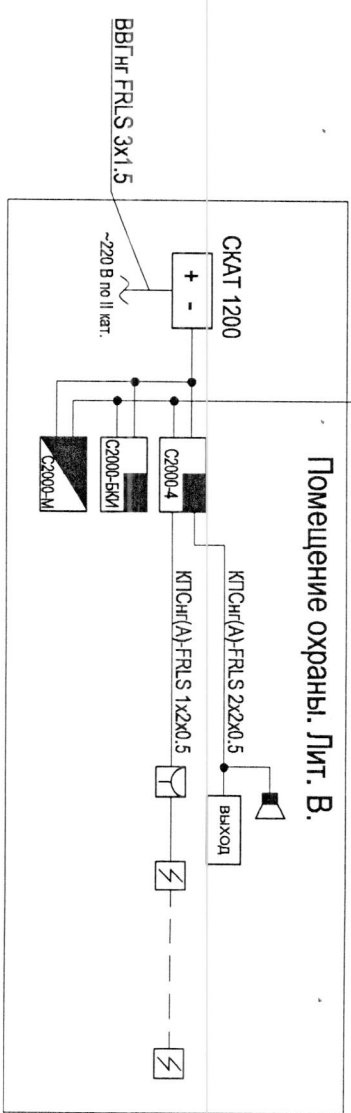 Помещение охраны. Лит. В.
СКАТ 1200
+ -
~220 В по II кат.
ВВГнг FRLS 3x1.5
С2000-4
С2000-БКИ
С2000-М
КПСнг(А)-FRLS 2x2x0.5
КПСнг(А)-FRLS 1x2x0.5
ВЫХОД